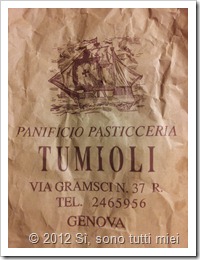 PANIFICIO PASTICCERIA
TUMIOLI
VIA GRAMSCI N. 37 R.
TEL. 2465956
GENOVA
© 2012 Sì, sono tutti miei